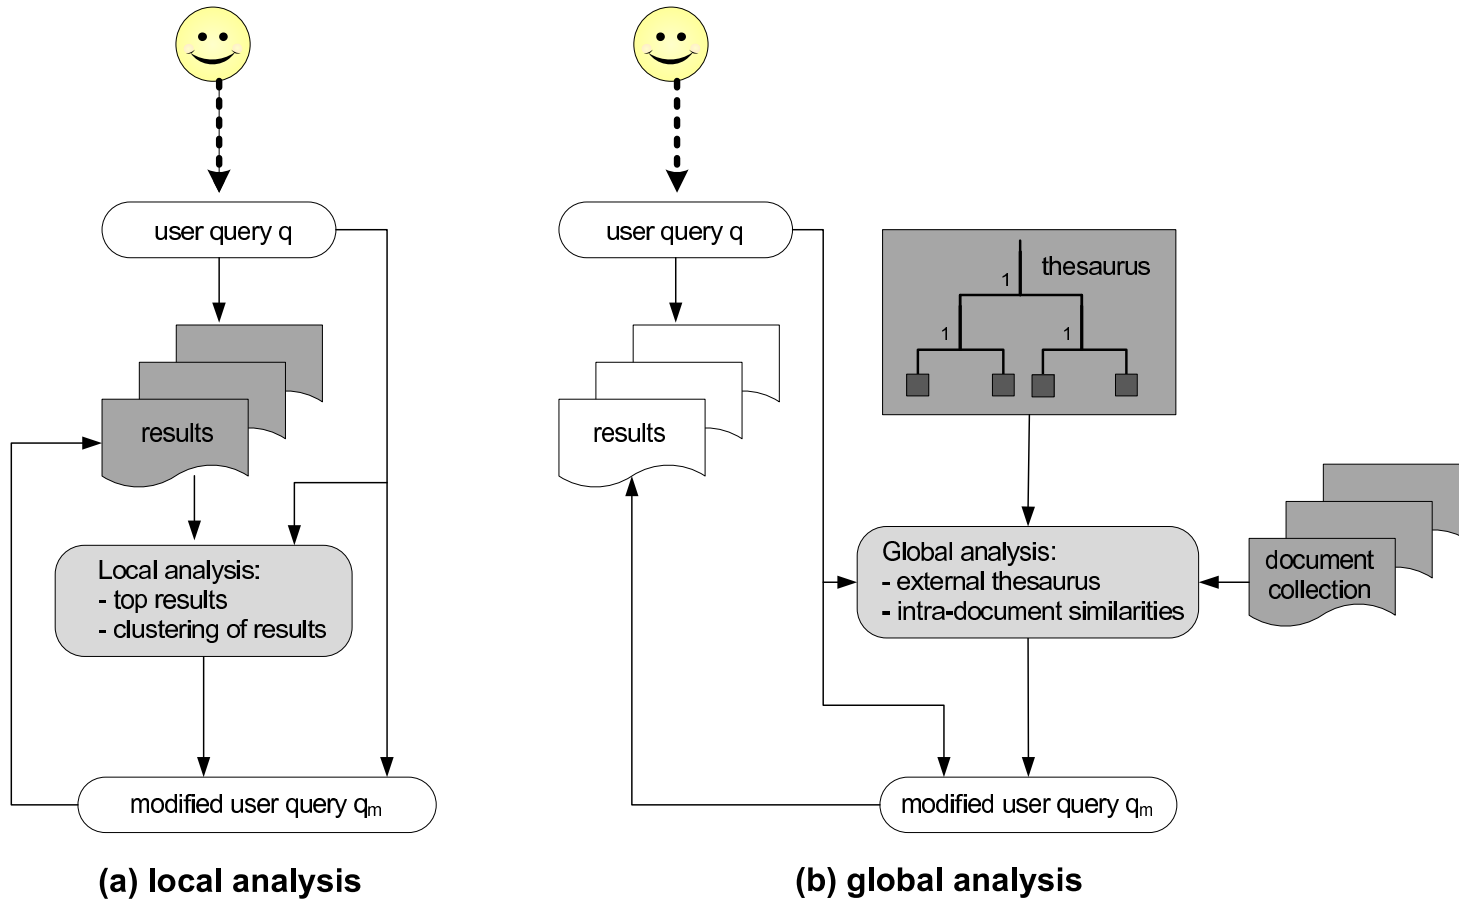 user query q
results
Local analysis:
- top results
- clustering of results
modified user query qm
(a) local analysis
user query q
thesaurus
1
1
1
results
Global analysis:
- external thesaurus
- intra-document similarities
document
collection
modified user query qm
(b) global analysis